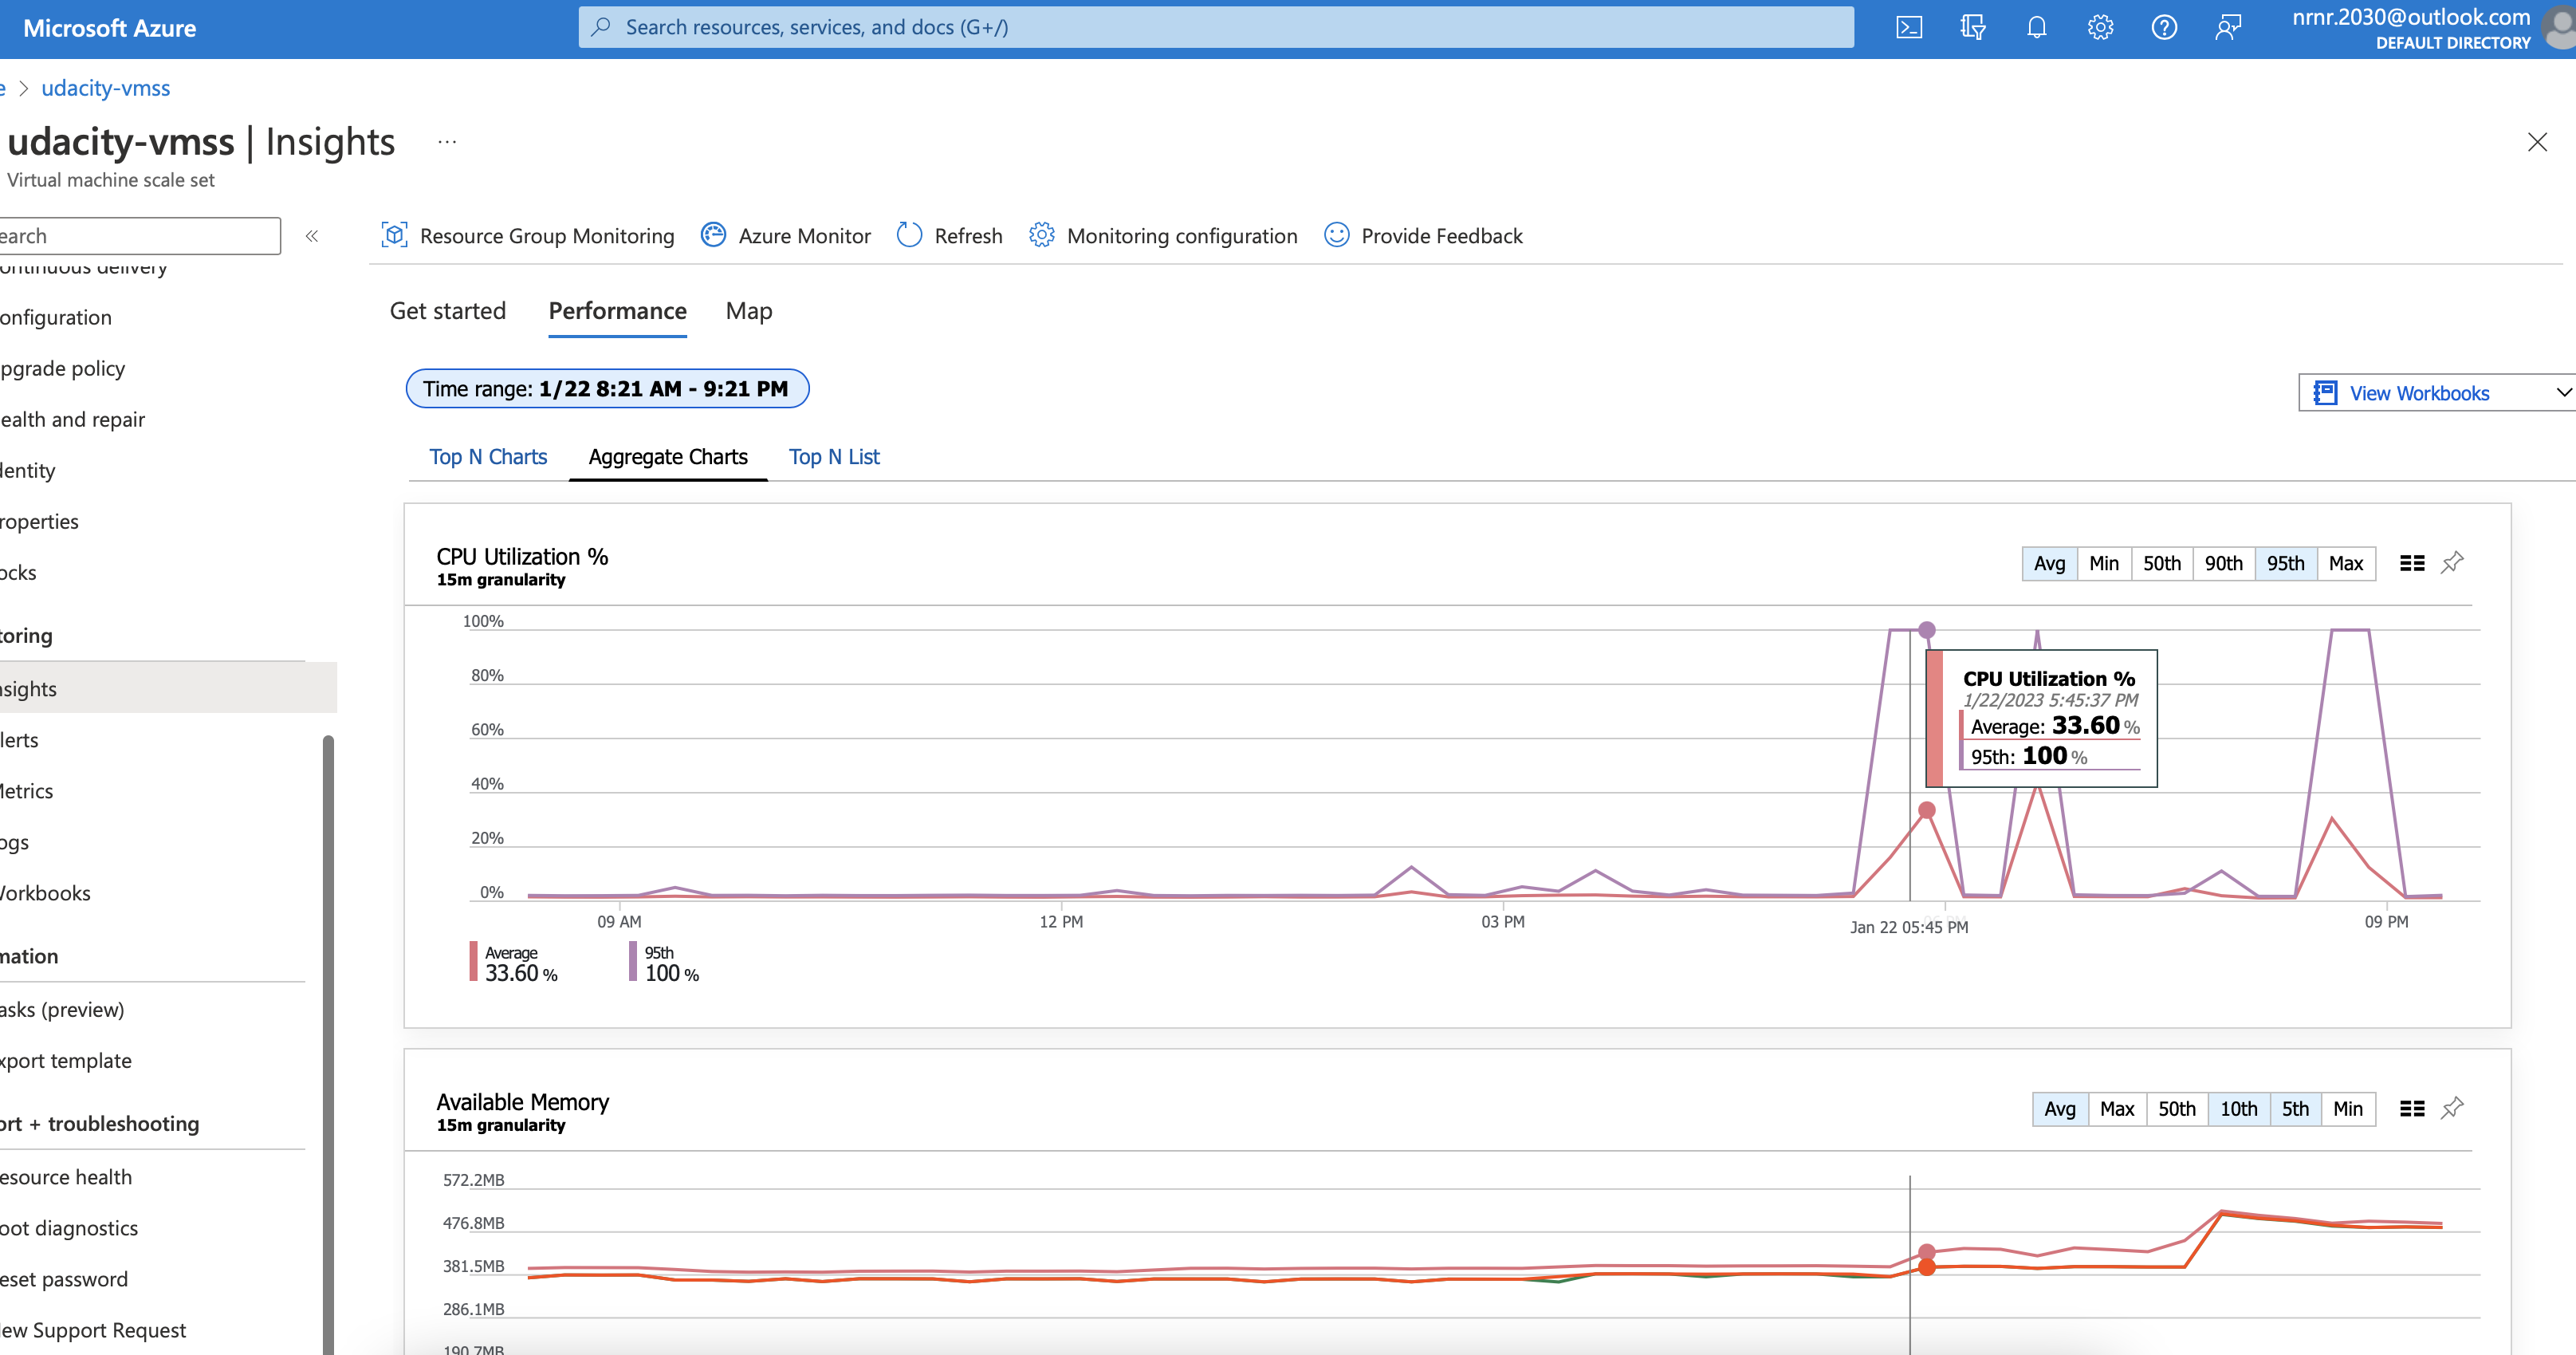 Microsoft Azure
Search resources, services, and docs (G+/)
nrnr.2030@outlook.com
DEFAULT DIRECTORY
e > udacity-vmss
udacity-vmss | Insights ...
Virtual machine scale set
earch
«
Resource Group Monitoring Azure Monitor Refresh Monitoring configuration Provide Feedback
ontinuous delivery
onfiguration
pgrade policy
ealth and repair
dentity
roperties
ocks
toring
nsights
lerts
Metrics
ogs
Workbooks
mation
asks (preview)
xport template
ort + troubleshooting
esource health
oot diagnostics
eset password
ew Support Request
Get started Performance Map
Time range: 1/22 8:21 AM - 9:21 PM
View Workbooks
Top N Charts Aggregate Charts Top N List
CPU Utilization %
15m granularity
Avg Min 50th 90th 95th Max
100%
80%
60%
40%
20%
0%
CPU Utilization %
1/22/2023 5:45:37 PM
Average: 33.60 %
95th: 100 %
09 AM 12 PM 03 PM Jan 22 05:45 PM 09 PM
Average
33.60 %
95th
100 %
Available Memory
15m granularity
Avg Max 50th 10th 5th Min
572.2MB
476.8MB
381.5MB
286.1MB
190.7MB